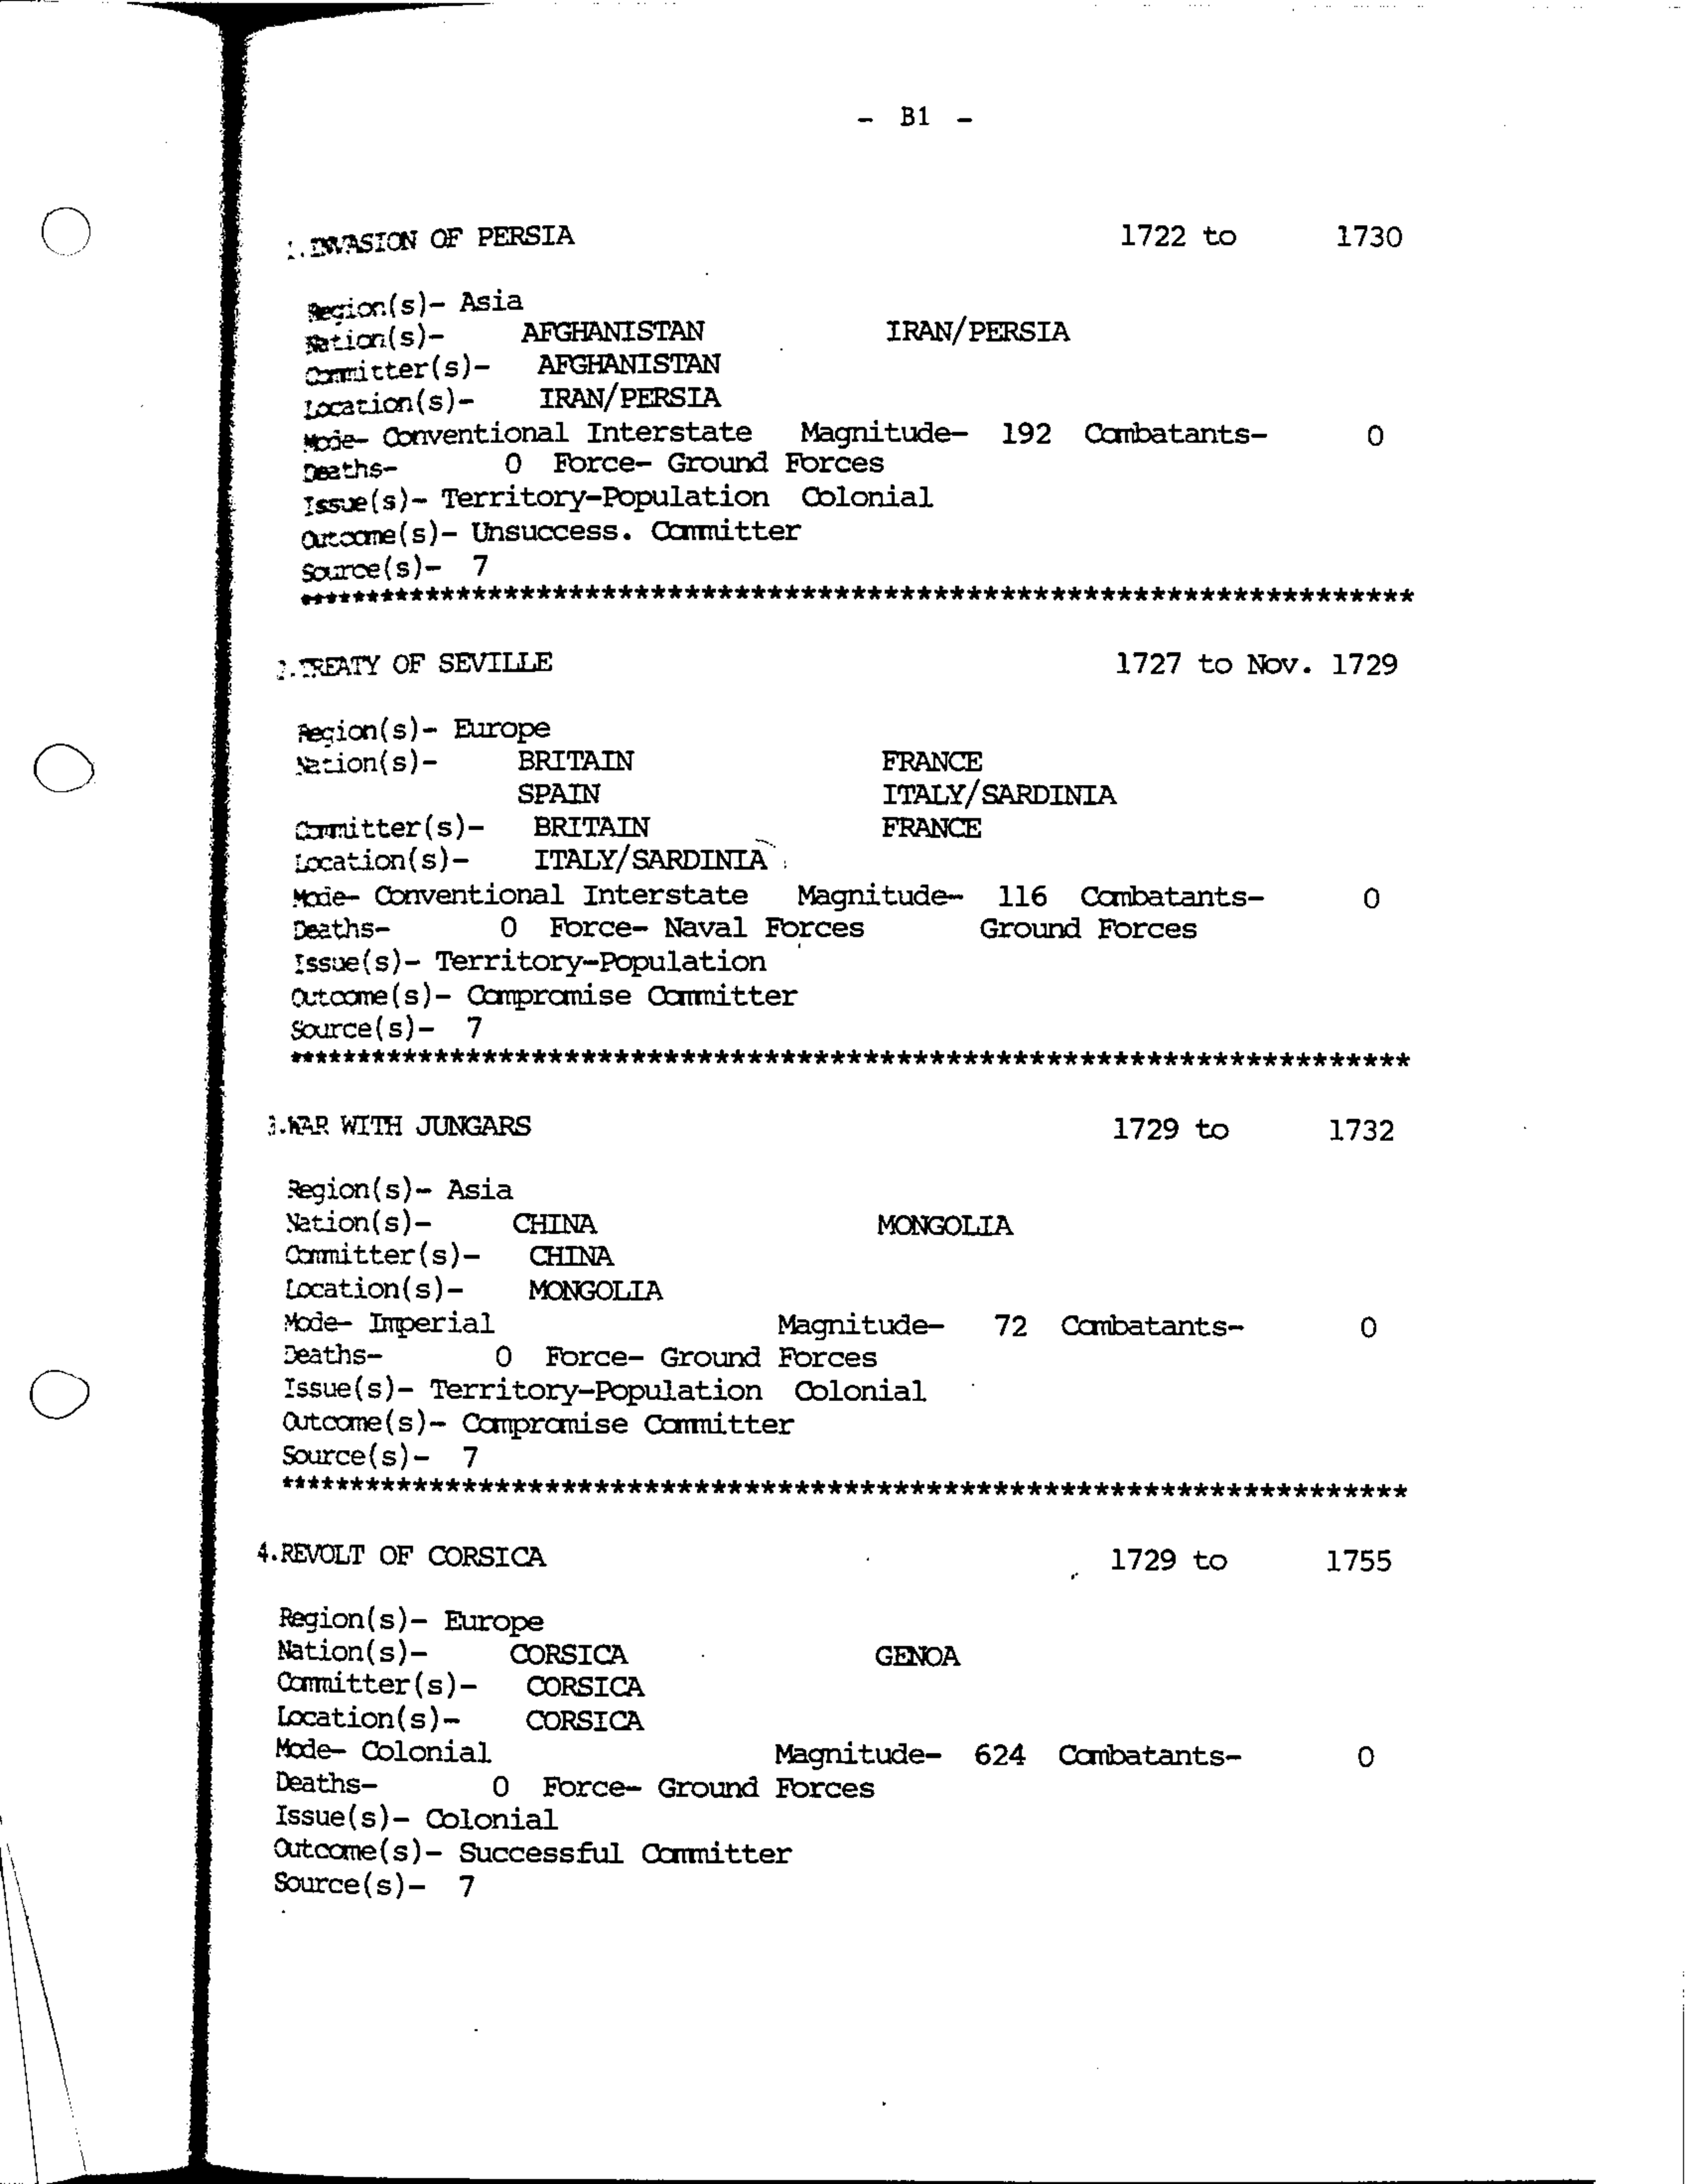 - B1 -
1.INVASION OF PERSIA 1722 to 1730
Region(s)- Asia
Nation(s)- AFGHANISTAN IRAN/PERSIA
Committer(s)- AFGHANISTAN
Location(s)- IRAN/PERSIA
Mode- Conventional Interstate Magnitude- 192 Combatants- 0
Deaths- 0 Force- Ground Forces
Issue(s)- Territory-Population Colonial
Outcome(s)- Unsuccess. Committer
Source(s)- 7
*******************************************************************
2.TREATY OF SEVILLE 1727 to Nov. 1729
Region(s)- Europe
Nation(s)- BRITAIN FRANCE
SPAIN ITALY/SARDINIA
Committer(s)- BRITAIN FRANCE
Location(s)- ITALY/SARDINIA
Mode- Conventional Interstate Magnitude- 116 Combatants- 0
Deaths- 0 Force- Naval Forces Ground Forces
Issue(s)- Territory-Population
Outcome(s)- Compromise Committer
Source(s)- 7
*******************************************************************
3.WAR WITH JUNGARS 1729 to 1732
Region(s)- Asia
Nation(s)- CHINA MONGOLIA
Committer(s)- CHINA
Location(s)- MONGOLIA
Mode- Imperial Magnitude- 72 Combatants- 0
Deaths- 0 Force- Ground Forces
Issue(s)- Territory-Population Colonial
Outcome(s)- Compromise Committer
Source(s)- 7
*******************************************************************
4.REVOLT OF CORSICA 1729 to 1755
Region(s)- Europe
Nation(s)- CORSICA GENOA
Committer(s)- CORSICA
Location(s)- CORSICA
Mode- Colonial Magnitude- 624 Combatants- 0
Deaths- 0 Force- Ground Forces
Issue(s)- Colonial
Outcome(s)- Successful Committer
Source(s)- 7